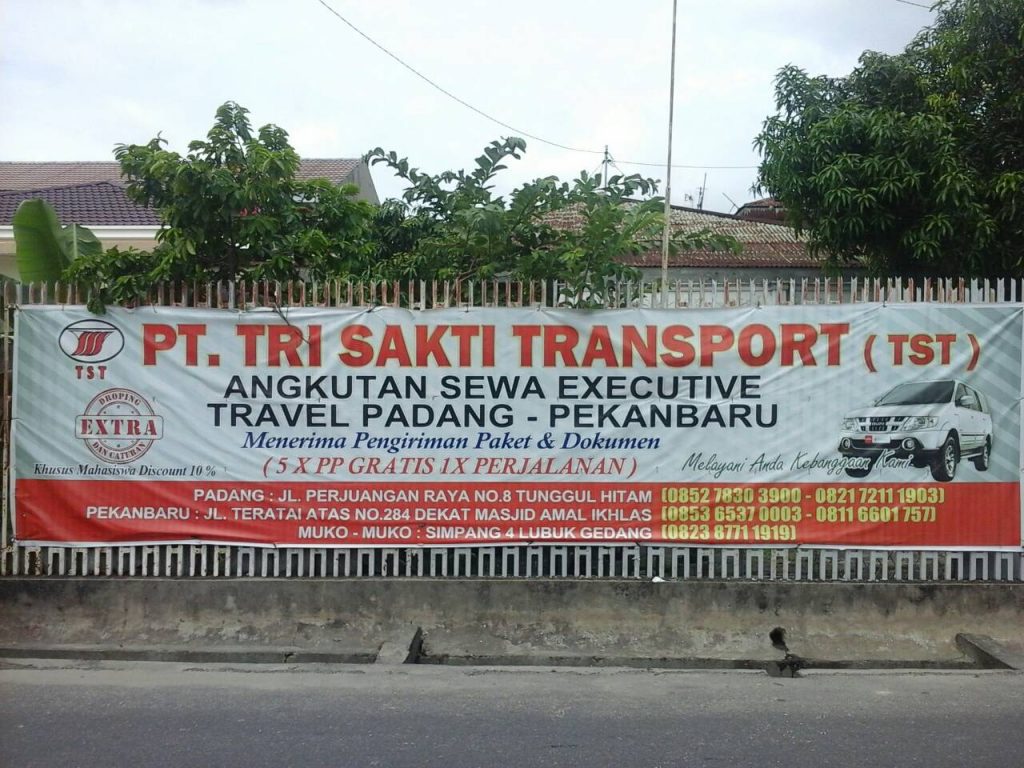 PT. TRI SAKTI TRANSPORT ( TST )
TST
ANGKUTAN SEWA EXECUTIVE
TRAVEL PADANG - PEKANBARU
DROPING
EXTRA
DAN CATERAN
Menerima Pengiriman Paket & Dokumen
Khusus Mahasiswa Discount 10 %
( 5 X PP GRATIS 1X PERJALANAN )
Melayani Anda Kebanggaan Kami
PADANG : JL. PERJUANGAN RAYA NO.8 TUNGGUL HITAM (0852 7830 3900 - 0821 7211 1903)
PEKANBARU : JL. TERATAI ATAS NO.284 DEKAT MASJID AMAL IKHLAS (0853 6537 0003 - 0811 6601 757)
MUKO - MUKO : SIMPANG 4 LUBUK GEDANG (0823 8771 1919)